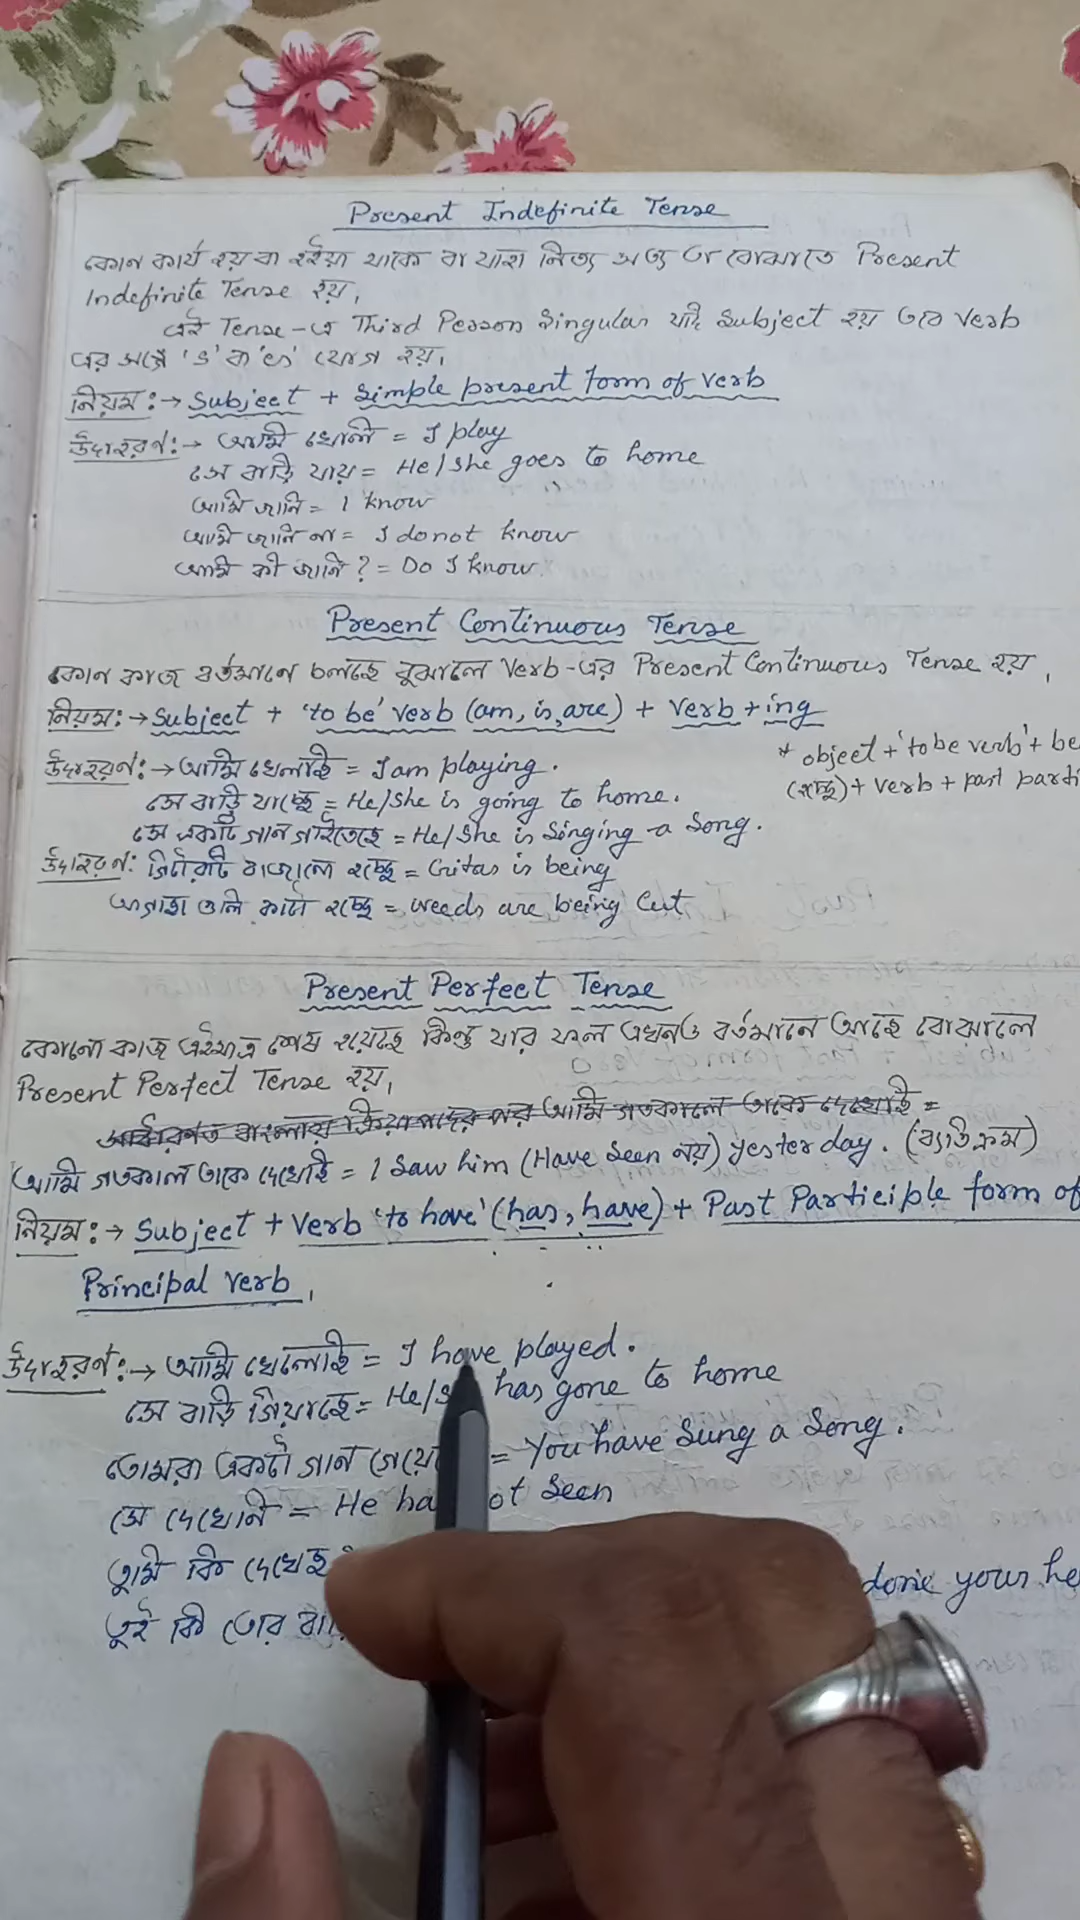 Present Indefinite Tense
কোন কার্য হয় বা হইয়া থাকে বা যাহা নিত্য সত্য তা বোঝাতে Present
Indefinite Tense হয়,
এই Tense-এ Third Person Singular যদি Subject হয় তবে Verb
এর সঙ্গে 's' বা 'es' যোগ হয়,
নিয়ম:→ Subject + Simple present form of verb
উদাহরণ:→ আমি খেলি = I play
সে বাড়ি যায় = He/She goes to home
আমি জানি = I know
আমি জানি না = I do not know
আমি কী জানি? = Do I know.
Present Continuous Tense
কোন কাজ বর্তমানে চলছে বুঝালে Verb-এর Present Continuous Tense হয়,
নিয়ম:→ Subject + 'to be' verb (am, is, are) + verb + ing
* object + 'to be verb' + be
উদাহরণ:→ আমি খেলছি = I am playing.
(হচ্ছে) + verb + past parti
সে বাড়ি যাচ্ছে = He/She is going to home.
সে একটি গান গাইতেছে = He/She is singing a song.
উদাহরণ: গিটারটি বাজানো হচ্ছে = Gitar is being
আগাছা গুলি কাটা হচ্ছে = weeds are being Cut
Present Perfect Tense
কোনো কাজ এইমাত্র শেষ হয়েছে কিন্তু যার ফল এখনও বর্তমানে আছে বোঝালে
Present Perfect Tense হয়,
বাংলায় ক্রিয়াপদের পর আমি গতকাল তাকে দেখেছি =
আমি গতকাল তাকে দেখেছি = I saw him (Have seen নয়) yesterday. (ব্যতিক্রম)
নিয়ম:→ Subject + Verb 'to have' (has, have) + Past Participle form of
Principal verb,
উদাহরণ:→ আমি খেলেছি = I have played.
সে বাড়ি গিয়াছে = He/S has gone to home
তোমরা একটা গান গেয়ে = You have sung a song.
সে দেখেনি = He ha not seen
তুমি কি দেখেছ
done your he
তুই কি তোর